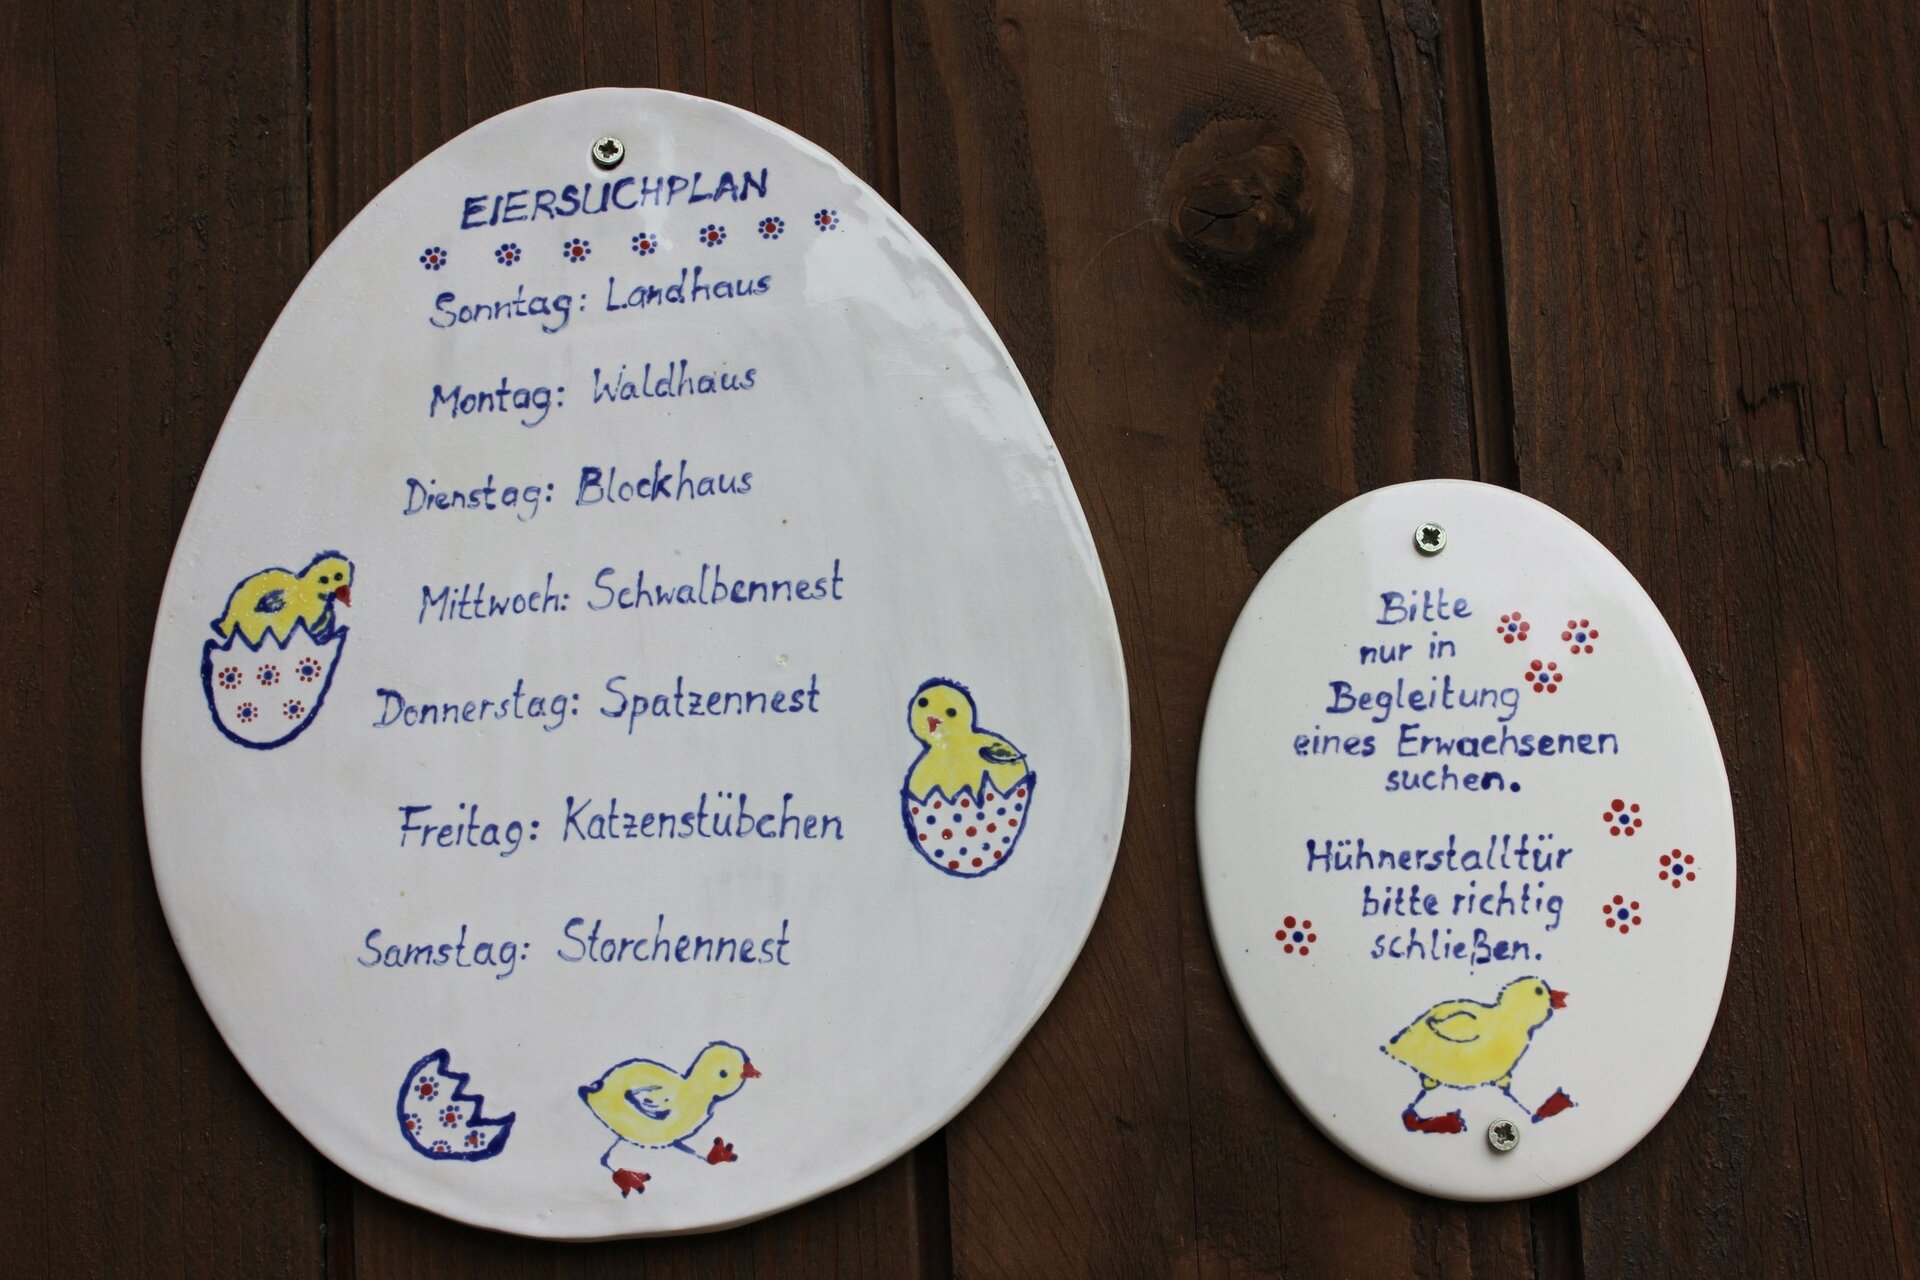 EIERSUCHPLAN
Sonntag: Landhaus
Montag: Waldhaus
Dienstag: Blockhaus
Mittwoch: Schwalbennest
Donnerstag: Spatzennest
Freitag: Katzenstübchen
Samstag: Storchennest
Bitte
nur in
Begleitung
eines Erwachsenen
suchen.
Hühnerstalltür
bitte richtig
schließen.